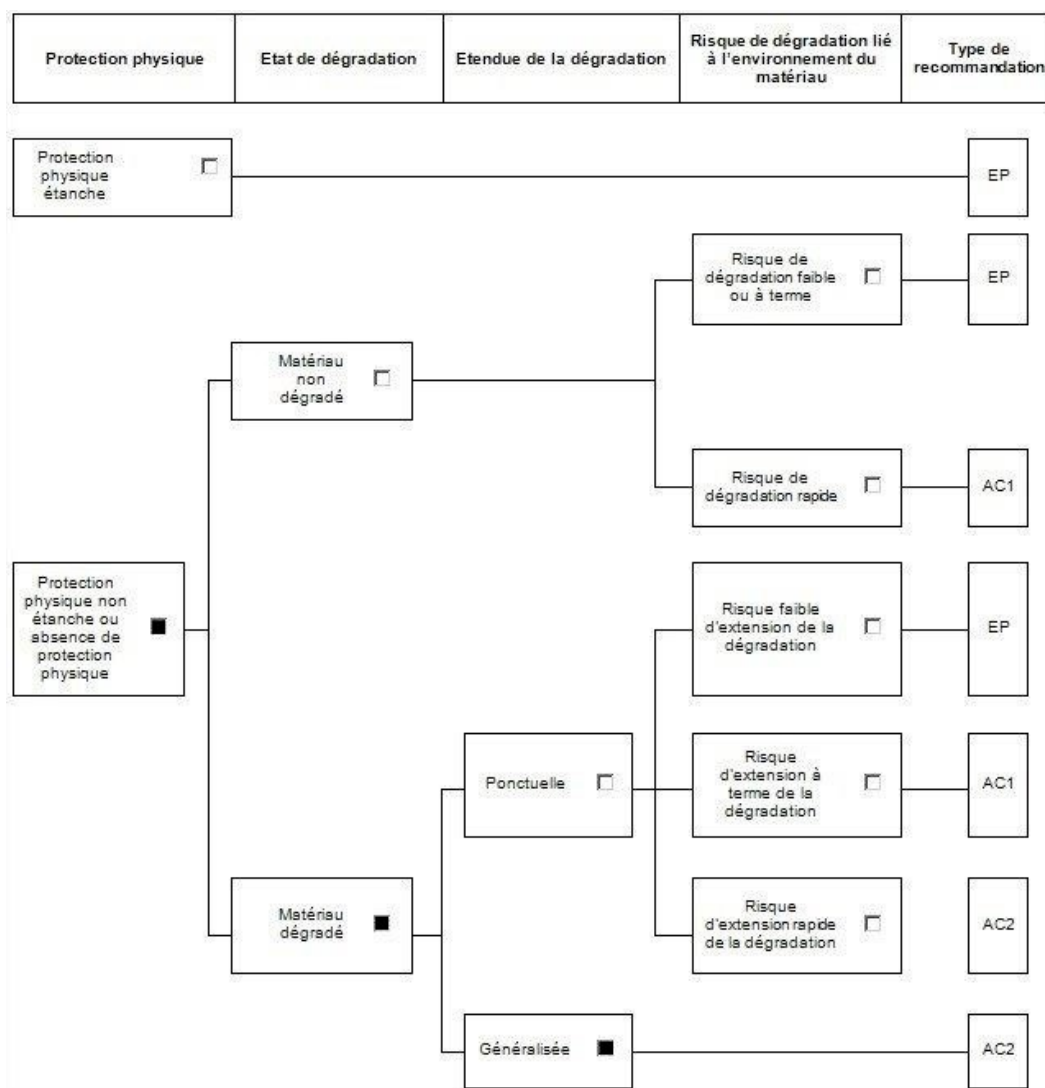 Protection physique
Etat de dégradation
Etendue de la dégradation
Risque de dégradation lié
à l'environnement du
matériau
Type de
recommandation
Protection
physique
étanche
EP
Risque de
dégradation faible
ou à terme
EP
Matériau
non
dégradé
Risque de
dégradation rapide
AC1
Protection
physique non
étanche ou
absence de
protection
physique
Risque faible
d'extension de la
dégradation
EP
Ponctuelle
Risque
d'extension à
terme de la
dégradation
AC1
Matériau
dégradé
Risque
d'extension rapide
de la dégradation
AC2
Généralisée
AC2